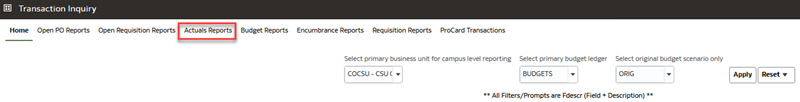 Transaction Inquiry
Home Open PO Reports Open Requisition Reports Actuals Reports Budget Reports Encumbrance Reports Requisition Reports ProCard Transactions
Select primary business unit for campus level reporting Select primary budget ledger Select original budget scenario only
COCSU - CSU BUDGETS ORIG Apply Reset
** All Filters/Prompts are Fdescr (Field + Description) **